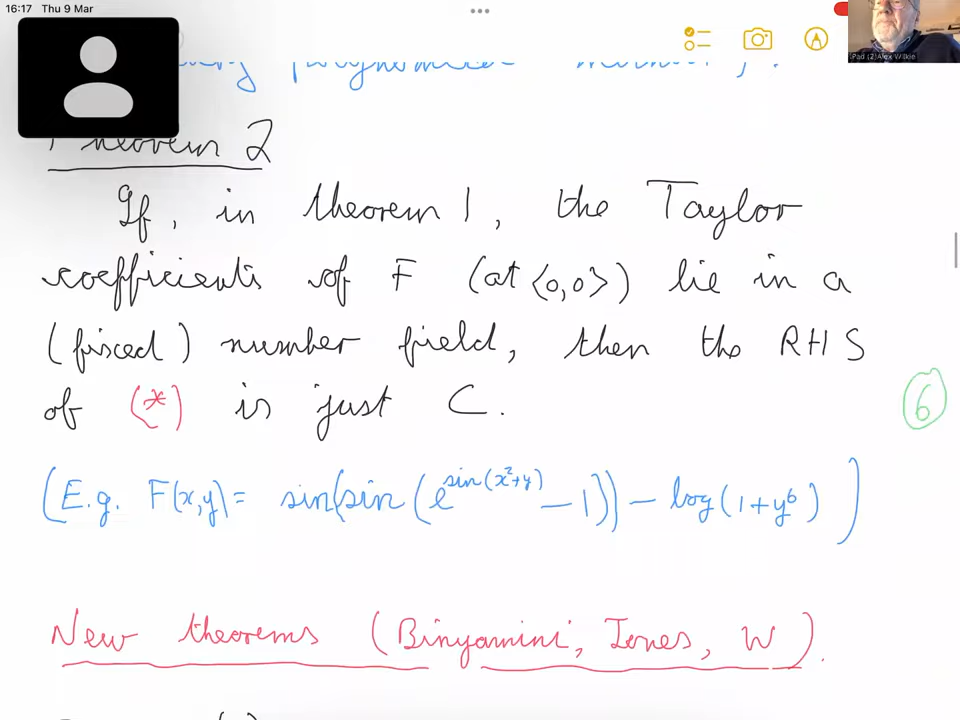 16:17 Thu 9 Mar
Pad (2)Alex Wilkie
Theorem 2
If, in theorem 1, the Taylor
coefficients of F (at <0,0>) lie in a
(fixed) number field, then the RHS
of (*) is just C.
6
(E.g. F(x,y) = sin(sin(e^{sin(x²+y)} - 1)) - log(1+y⁶))
New theorems (Binyamini, Jones, W).